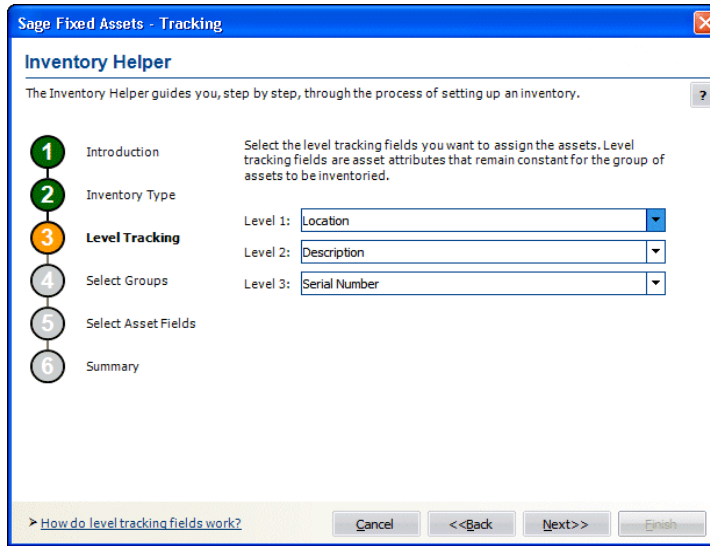 Sage Fixed Assets - Tracking
Inventory Helper
The Inventory Helper guides you, step by step, through the process of setting up an inventory.
?
1 Introduction
2 Inventory Type
3 Level Tracking
4 Select Groups
5 Select Asset Fields
6 Summary
Select the level tracking fields you want to assign the assets. Level
tracking fields are asset attributes that remain constant for the group of
assets to be inventoried.
Level 1: Location
Level 2: Description
Level 3: Serial Number
How do level tracking fields work?
Cancel
<<Back
Next>>
Finish